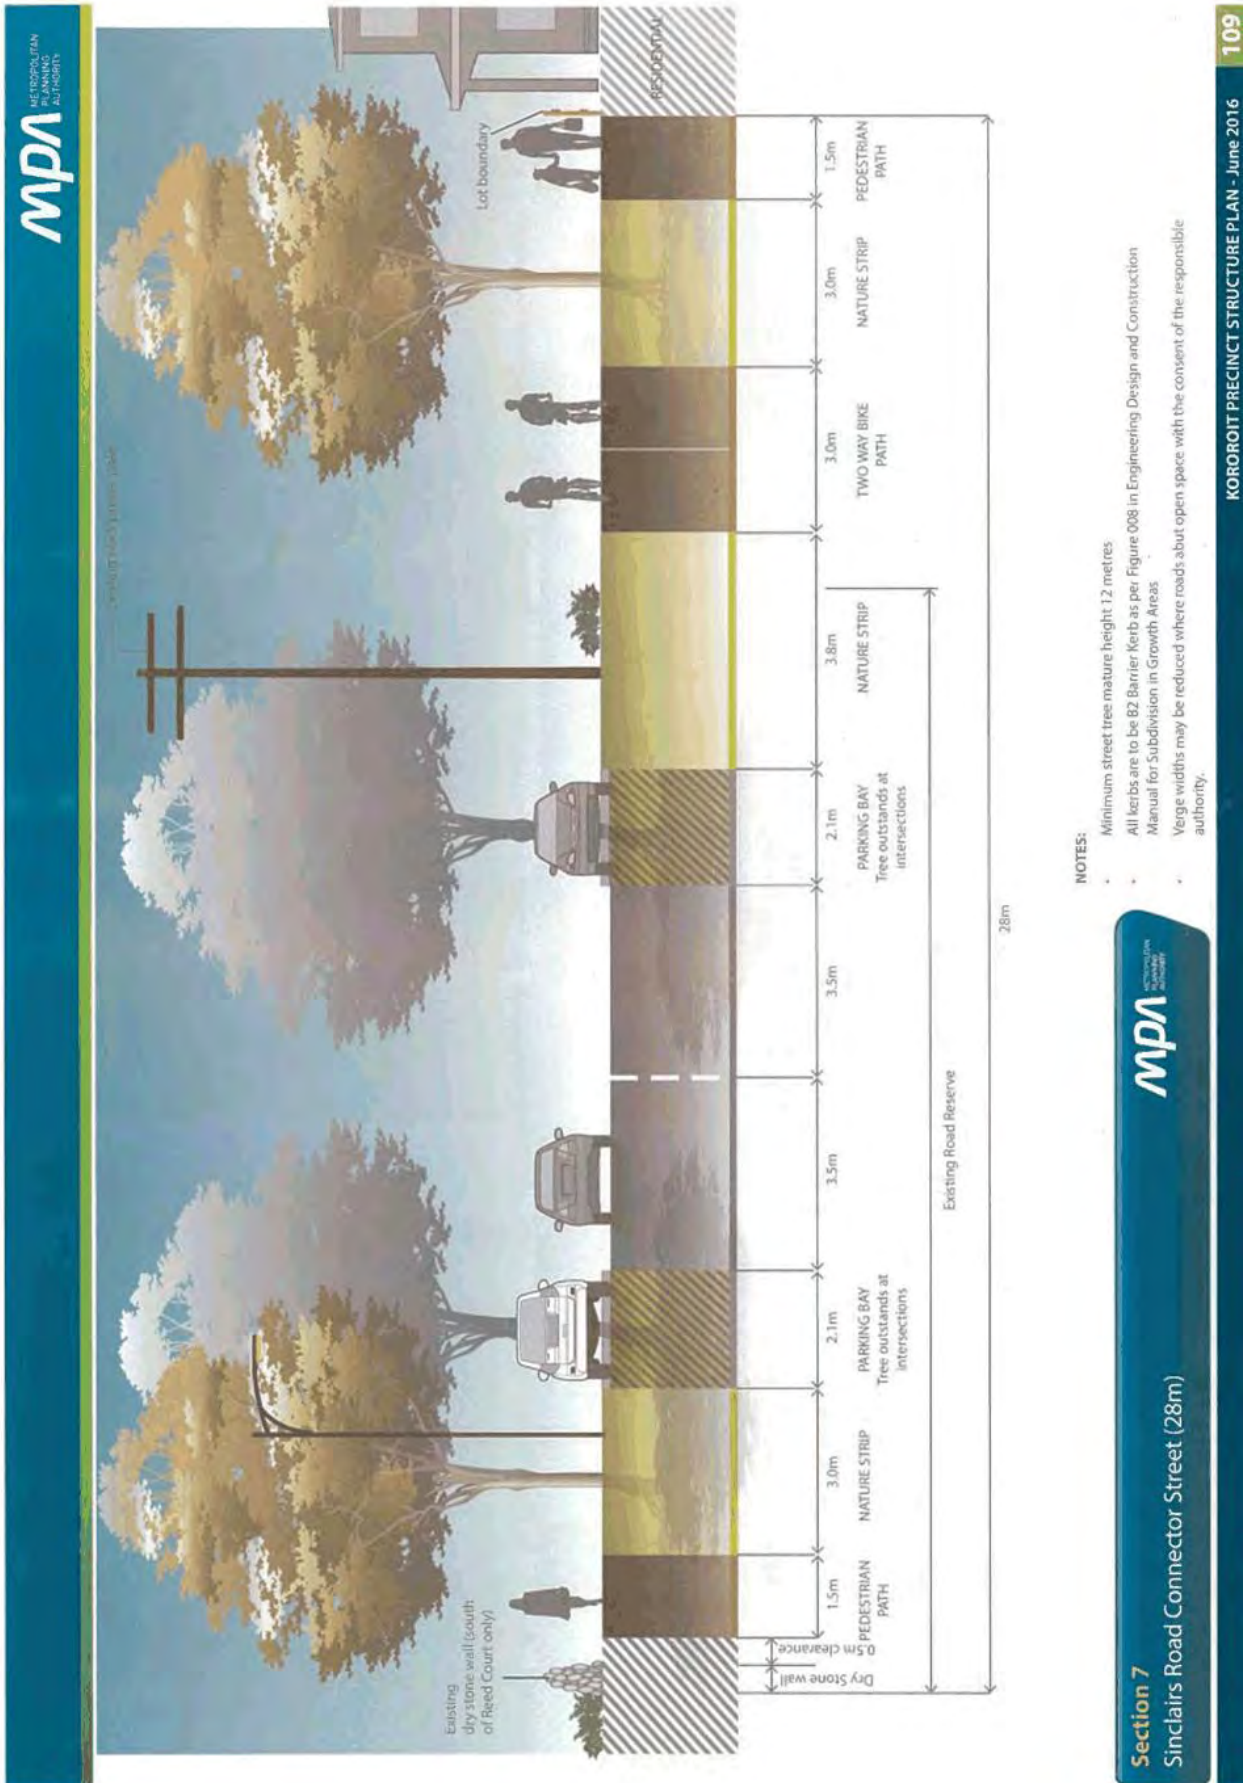 mpa METROPOLITAN
PLANNING
AUTHORITY
Lot boundary
Existing
dry stone wall (south
of Reed Court only)
RESIDENTIAL
Dry Stone wall
0.5m clearance
1.5m
PEDESTRIAN
PATH
3.0m
NATURE STRIP
2.1m
PARKING BAY
Tree outstands at
intersections
3.5m
3.5m
2.1m
PARKING BAY
Tree outstands at
intersections
3.8m
NATURE STRIP
3.0m
TWO WAY BIKE
PATH
3.0m
NATURE STRIP
1.5m
PEDESTRIAN
PATH
Existing Road Reserve
28m
NOTES:
• Minimum street tree mature height 12 metres
• All kerbs are to be B2 Barrier Kerb as per Figure 008 in Engineering Design and Construction
Manual for Subdivision in Growth Areas
• Verge widths may be reduced where roads abut open space with the consent of the responsible
authority.
Section 7
Sinclairs Road Connector Street (28m)
mpa METROPOLITAN
PLANNING
AUTHORITY
KOROROIT PRECINCT STRUCTURE PLAN - June 2016
109